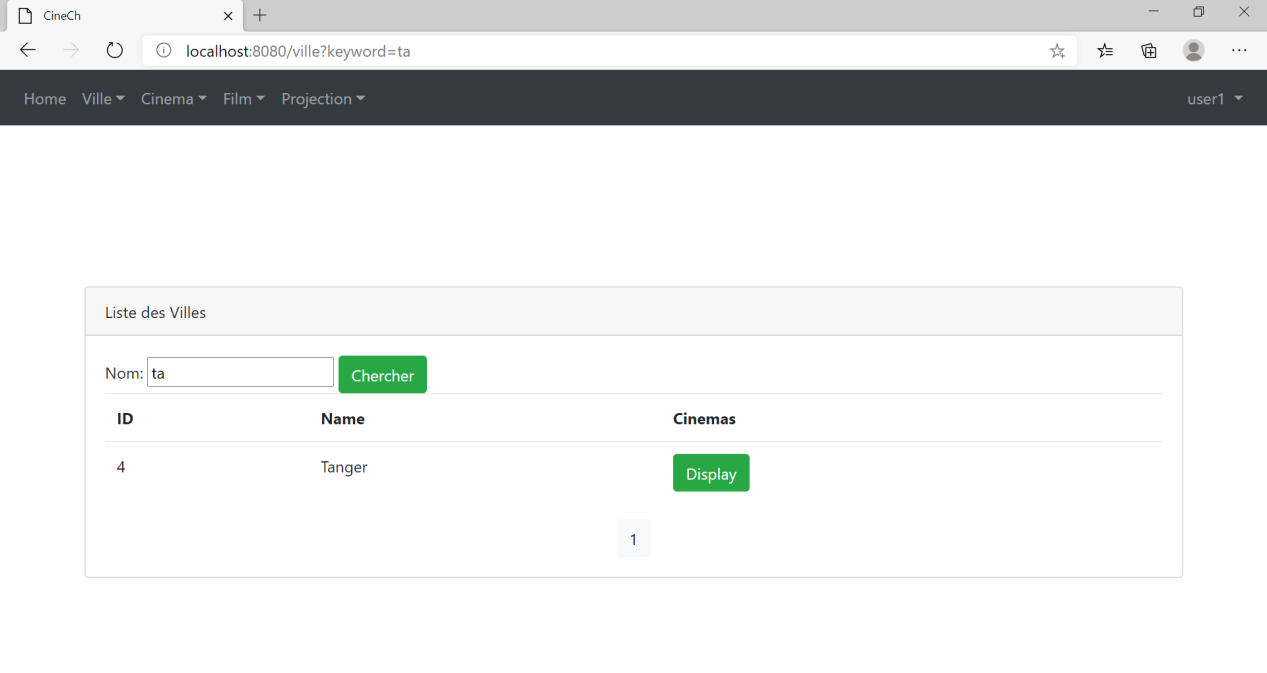 CineCh
localhost:8080/ville?keyword=ta
Home Ville Cinema Film Projection user1
Liste des Villes
Nom: ta Chercher
ID Name Cinemas
4 Tanger Display
1